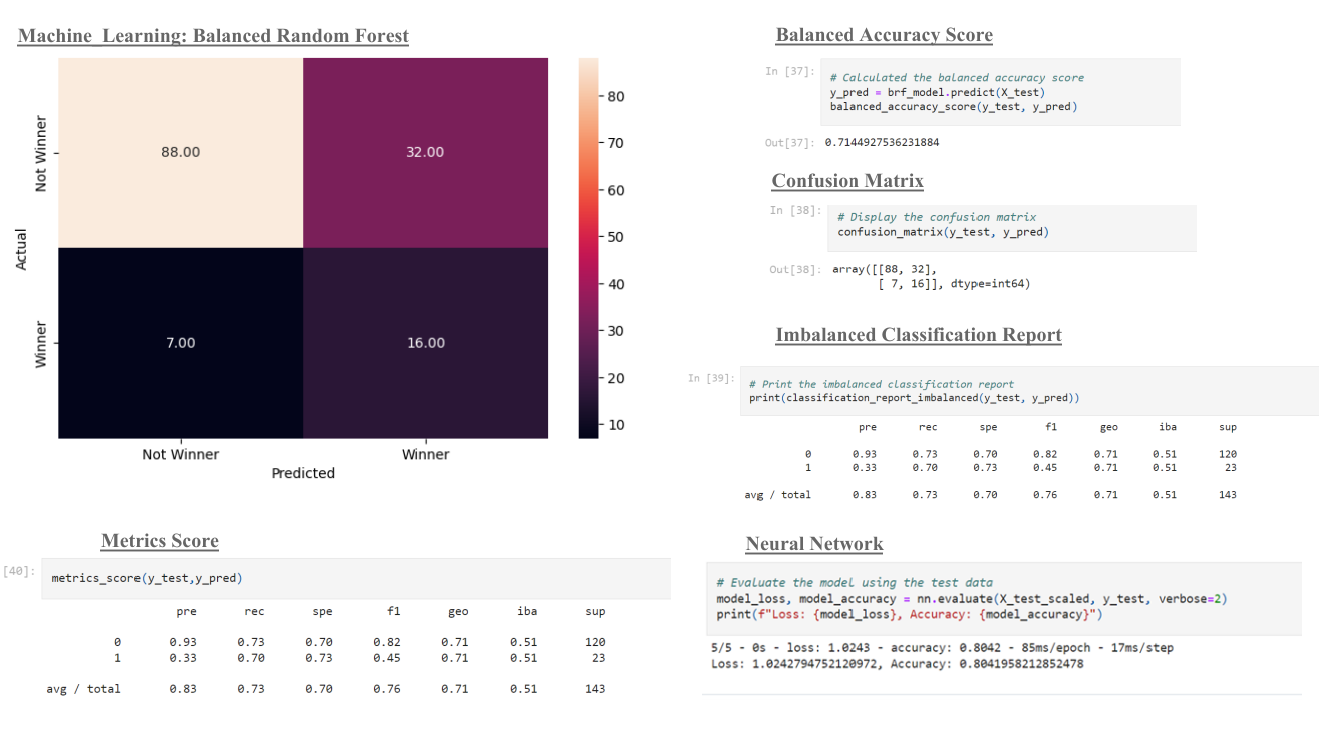 Machine_Learning: Balanced Random Forest
Not Winner
Winner
Actual
88.00
32.00
7.00
16.00
80
70
60
50
40
30
20
10
Not Winner
Winner
Predicted
Metrics Score
[40]:
metrics_score(y_test,y_pred)
pre rec spe f1 geo iba sup
0 0.93 0.73 0.70 0.82 0.71 0.51 120
1 0.33 0.70 0.73 0.45 0.71 0.51 23
avg / total 0.83 0.73 0.70 0.76 0.71 0.51 143
Balanced Accuracy Score
In [37]:
# Calculated the balanced accuracy score
y_pred = brf_model.predict(X_test)
balanced_accuracy_score(y_test, y_pred)
Out[37]: 0.7144927536231884
Confusion Matrix
In [38]:
# Display the confusion matrix
confusion_matrix(y_test, y_pred)
Out[38]: array([[88, 32],
[ 7, 16]], dtype=int64)
Imbalanced Classification Report
In [39]:
# Print the imbalanced classification report
print(classification_report_imbalanced(y_test, y_pred))
pre rec spe f1 geo iba sup
0 0.93 0.73 0.70 0.82 0.71 0.51 120
1 0.33 0.70 0.73 0.45 0.71 0.51 23
avg / total 0.83 0.73 0.70 0.76 0.71 0.51 143
Neural Network
# Evaluate the model using the test data
model_loss, model_accuracy = nn.evaluate(X_test_scaled, y_test, verbose=2)
print(f"Loss: {model_loss}, Accuracy: {model_accuracy}")
5/5 - 0s - loss: 1.0243 - accuracy: 0.8042 - 85ms/epoch - 17ms/step
Loss: 1.0242794752120972, Accuracy: 0.8041958212852478